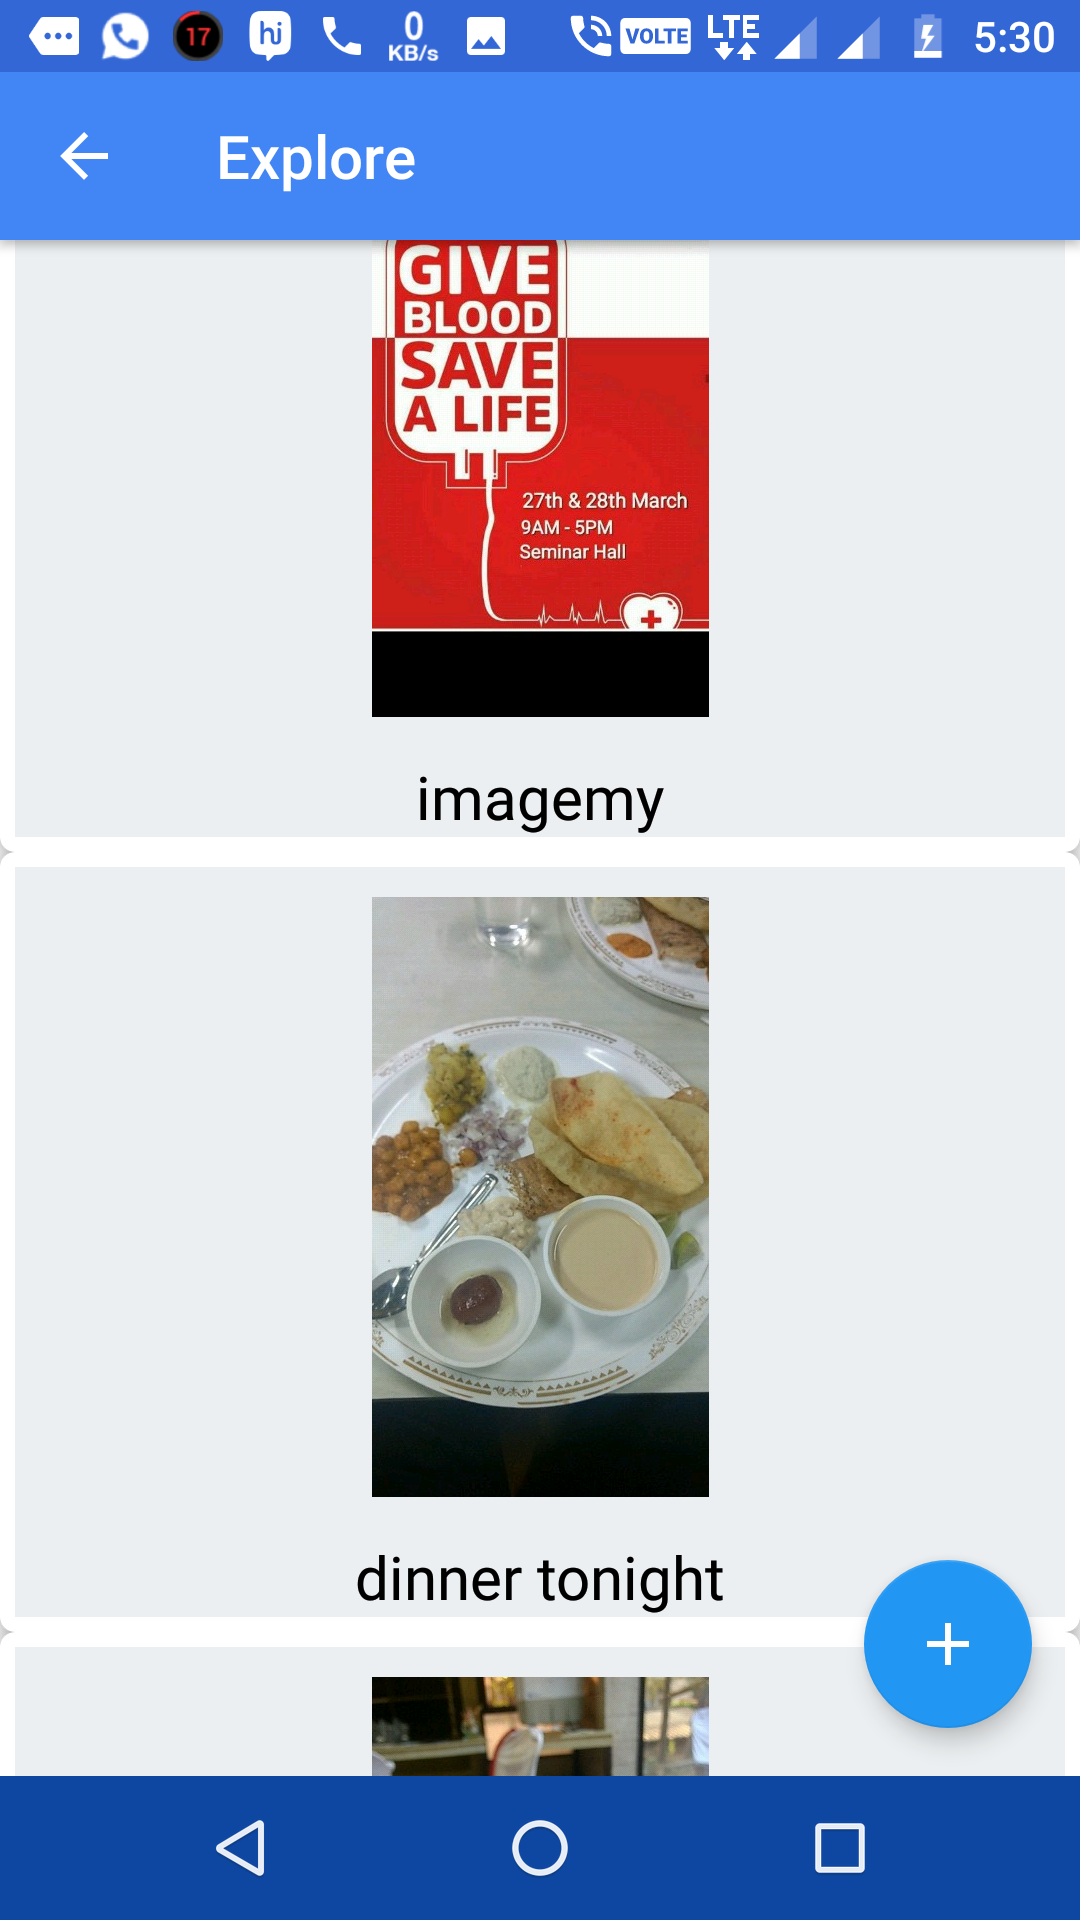 17
hi
0
KB/s
VOLTE
LTE
5:30
Explore
GIVE
BLOOD
SAVE
A LIFE
27th & 28th March
9AM - 5PM
Seminar Hall
imagemy
dinner tonight